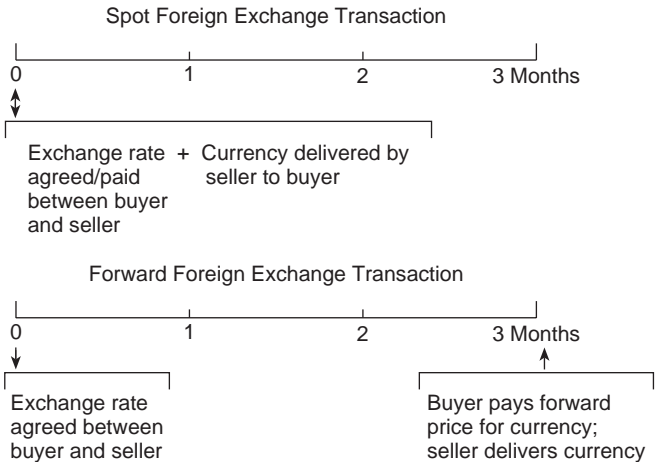 Spot Foreign Exchange Transaction
0 1 2 3 Months
Exchange rate + Currency delivered by
agreed/paid seller to buyer
between buyer
and seller
Forward Foreign Exchange Transaction
0 1 2 3 Months
Exchange rate
agreed between
buyer and seller
Buyer pays forward
price for currency;
seller delivers currency